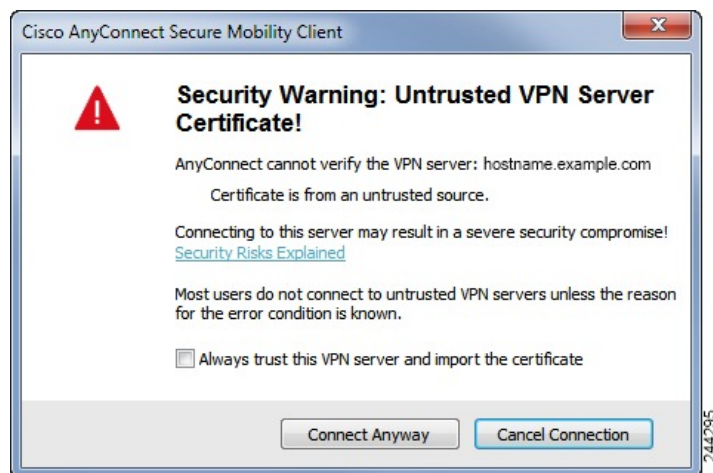 Cisco AnyConnect Secure Mobility Client
x
Security Warning: Untrusted VPN Server
Certificate!
AnyConnect cannot verify the VPN server: hostname.example.com
Certificate is from an untrusted source.
Connecting to this server may result in a severe security compromise!
Security Risks Explained
Most users do not connect to untrusted VPN servers unless the reason
for the error condition is known.
Always trust this VPN server and import the certificate
Connect Anyway
Cancel Connection
244295